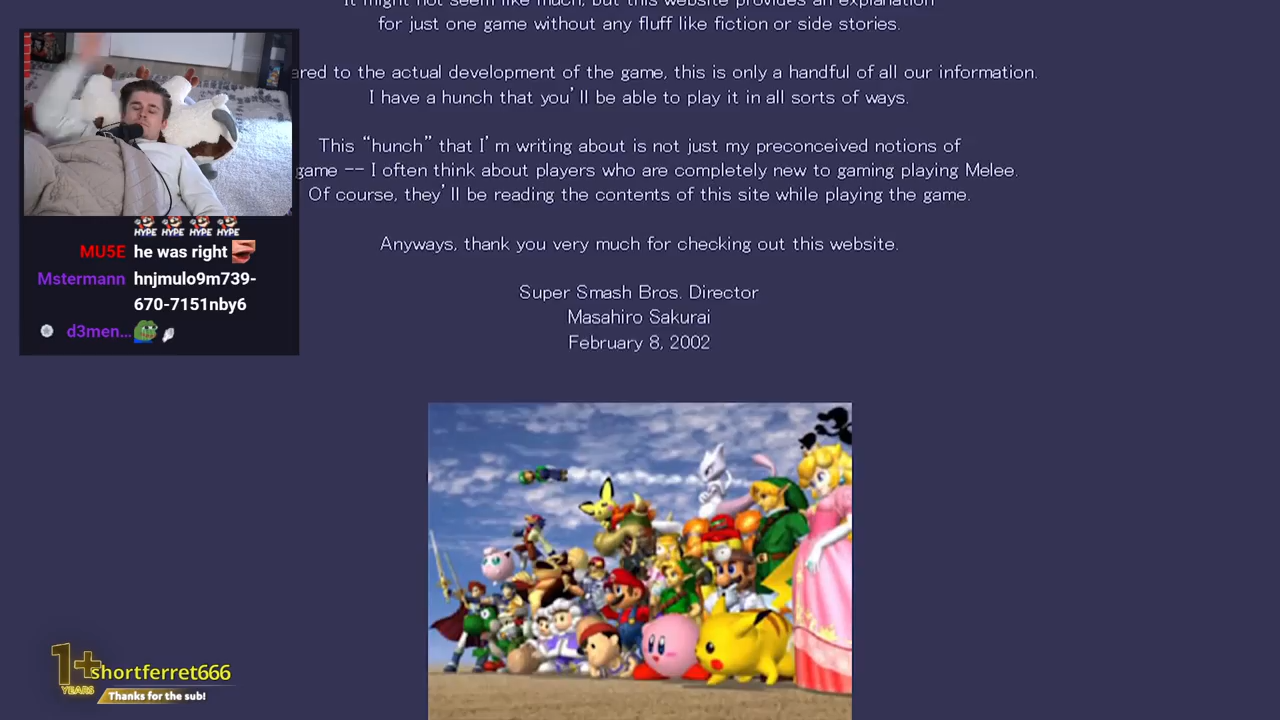 It might not seem like much, but this website provides an explanation
for just one game without any fluff like fiction or side stories.
ared to the actual development of the game, this is only a handful of all our information.
I have a hunch that you'll be able to play it in all sorts of ways.
This “hunch” that I'm writing about is not just my preconceived notions of
game -- I often think about players who are completely new to gaming playing Melee.
Of course, they'll be reading the contents of this site while playing the game.
Anyways, thank you very much for checking out this website.
Super Smash Bros. Director
Masahiro Sakurai
February 8, 2002
HYPE HYPE HYPE HYPE
MU5E he was right
Mstermann hnjmulo9m739-
670-7151nby6
d3men...
1+
YEARS
shortferret666
Thanks for the sub!